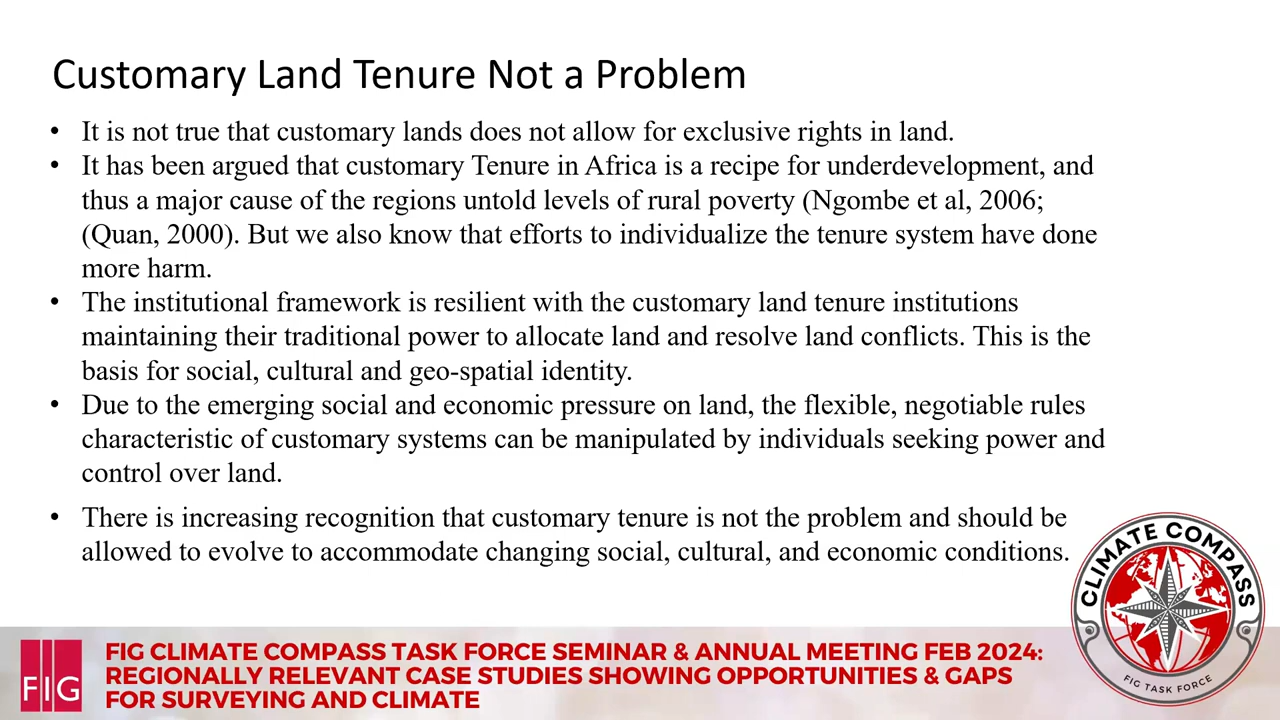 Customary Land Tenure Not a Problem
• It is not true that customary lands does not allow for exclusive rights in land.
• It has been argued that customary Tenure in Africa is a recipe for underdevelopment, and
thus a major cause of the regions untold levels of rural poverty (Ngombe et al, 2006;
(Quan, 2000). But we also know that efforts to individualize the tenure system have done
more harm.
• The institutional framework is resilient with the customary land tenure institutions
maintaining their traditional power to allocate land and resolve land conflicts. This is the
basis for social, cultural and geo-spatial identity.
• Due to the emerging social and economic pressure on land, the flexible, negotiable rules
characteristic of customary systems can be manipulated by individuals seeking power and
control over land.
• There is increasing recognition that customary tenure is not the problem and should be
allowed to evolve to accommodate changing social, cultural, and economic conditions.
CLIMATE COMPASS
FIG TASK FORCE
FIG
FIG CLIMATE COMPASS TASK FORCE SEMINAR & ANNUAL MEETING FEB 2024:
REGIONALLY RELEVANT CASE STUDIES SHOWING OPPORTUNITIES & GAPS
FOR SURVEYING AND CLIMATE